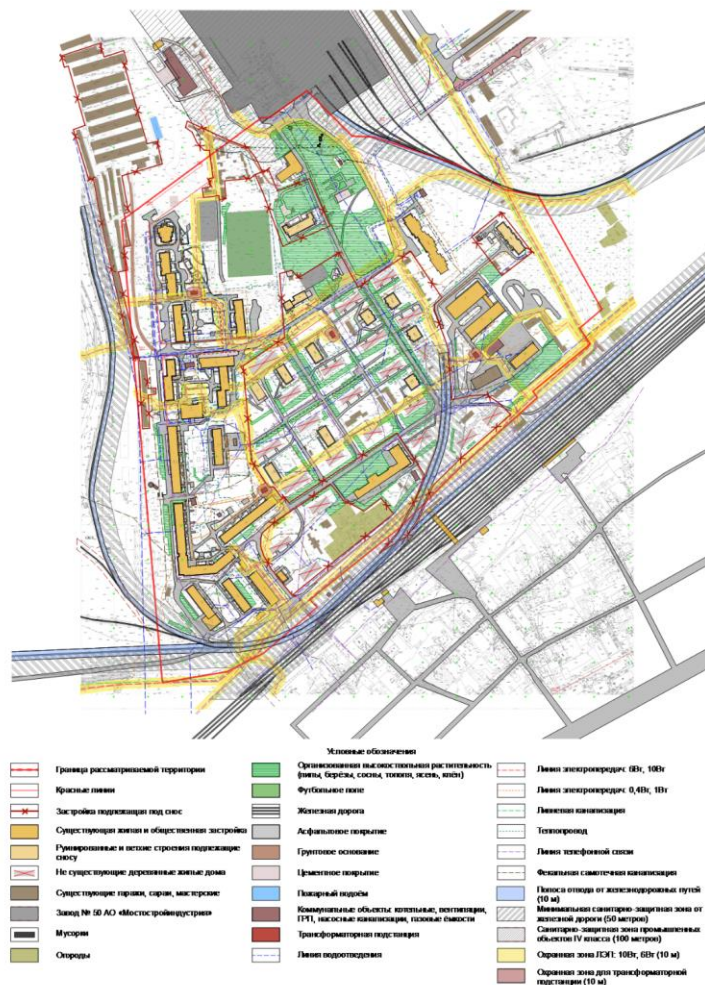 Условные обозначения
Граница рассматриваемой территории
Красные линии
Застройка подлежащая под снос
Существующая жилая и общественная застройка
Руинированные и ветхие строения подлежащие
сносу
Не существующие деревянные жилые дома
Существующие гаражи, сараи, мастерские
Завод № 50 АО «Мостостройиндустрия»
Мусорки
Огороды
Организованная высокоствольная растительность
(липы, берёзы, сосны, тополя, ясень, клён)
Футбольное поле
Железная дорога
Асфальтовое покрытие
Грунтовое основание
Цементное покрытие
Пожарный водоём
Коммунальные объекты: котельные, вентиляции,
ГРП, насосные канализации, газовые ёмкости
Трансформаторная подстанция
Линия водоотведения
Линия электропередач: 6Вт, 10Вт
Линия электропередач: 0,4Вт, 1Вт
Ливневая канализация
Теплопровод
Линия телефонной связи
Фекальная самотечная канализация
Полоса отвода от железнодорожных путей
(10 м)
Минимальная санитарно-защитная зона от
железной дороги (50 метров)
Санитарно-защитная зона промышленных
объектов IV класса (100 метров)
Охранная зона ЛЭП: 10Вт, 6Вт (10 м)
Охранная зона для трансформаторной
подстанции (10 м)